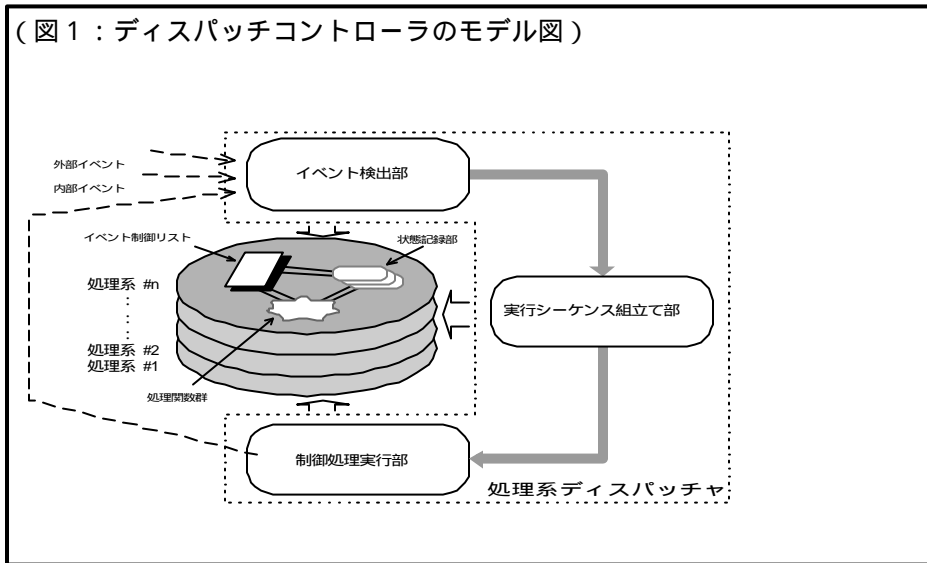 (図1:ディスパッチコントローラのモデル図)
外部イベント
内部イベント
イベント検出部
イベント制御リスト
状態記録部
処理系 #n
:
:
処理系 #2
処理系 #1
処理関数群
実行シーケンス組立て部
制御処理実行部
処理系ディスパッチャ